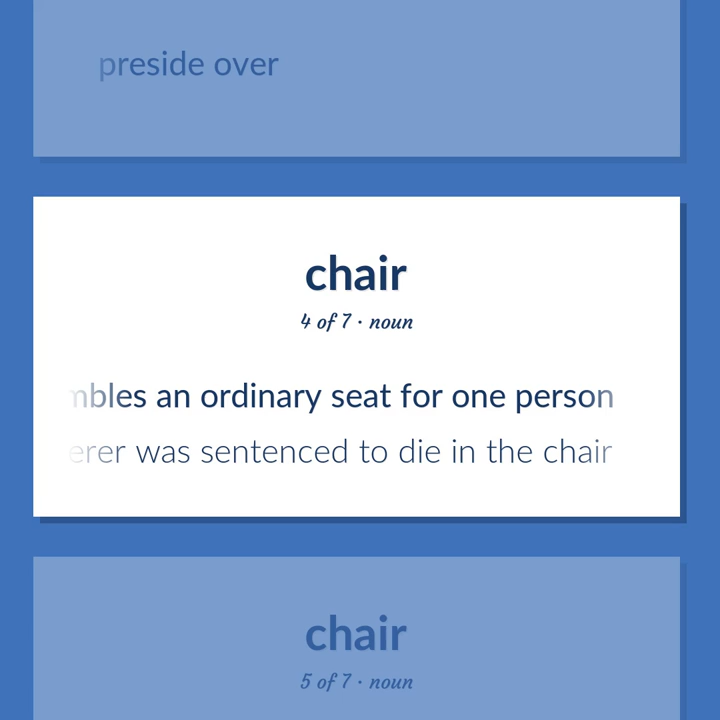 preside over
chair
4 of 7 · noun
mbles an ordinary seat for one person
erer was sentenced to die in the chair
chair
5 of 7 · noun